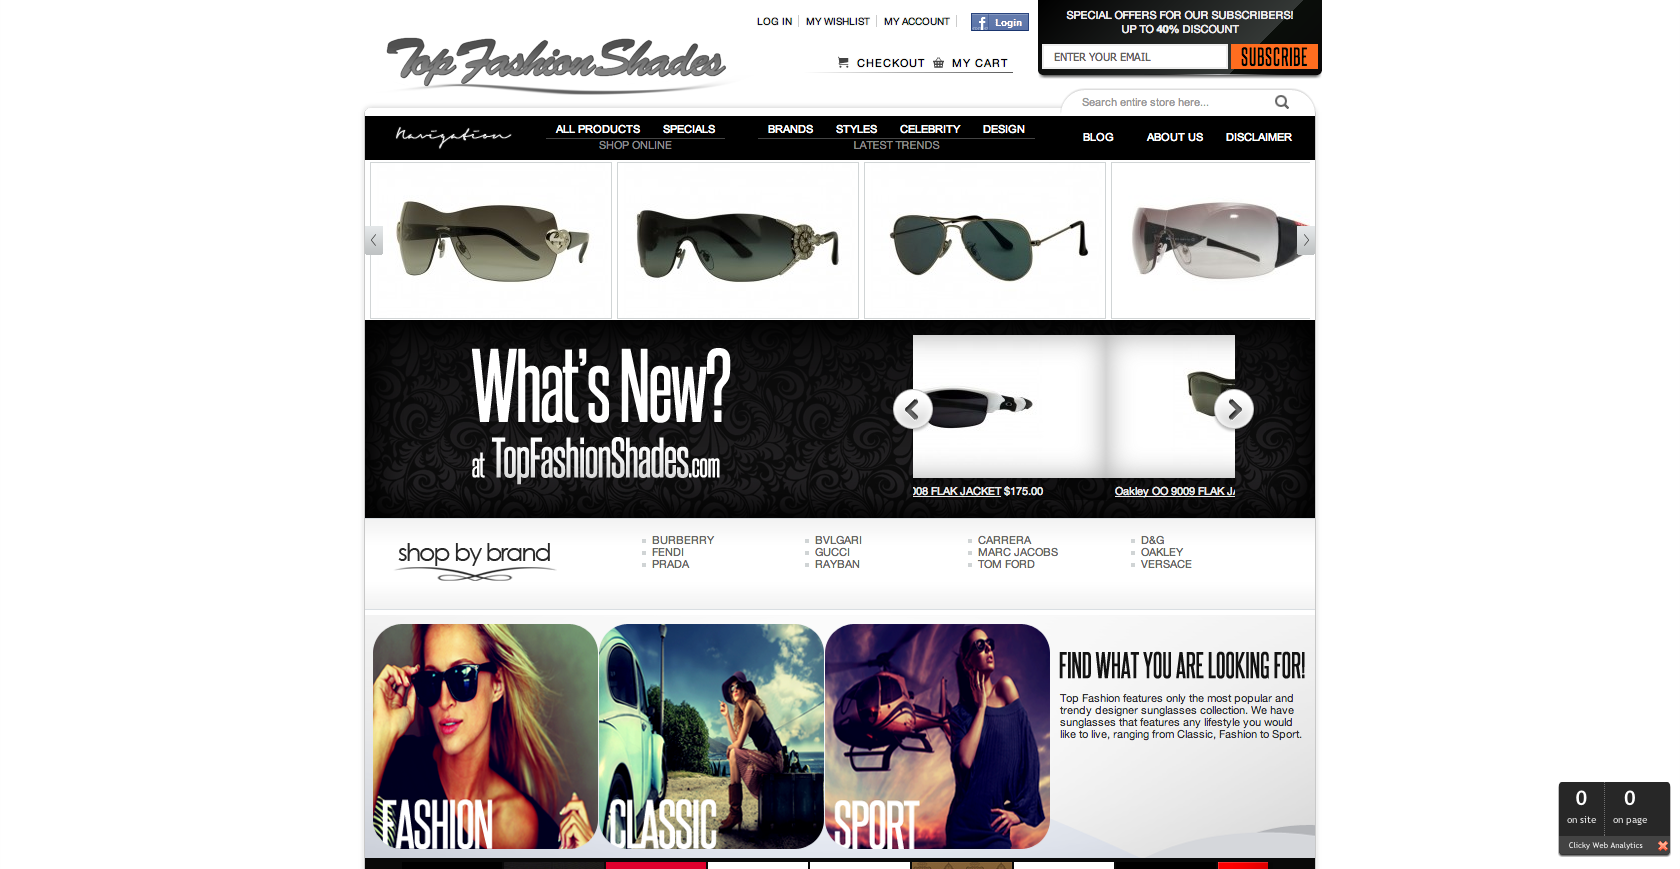 LOG IN MY WISHLIST MY ACCOUNT f Login
SPECIAL OFFERS FOR OUR SUBSCRIBERS!
UP TO 40% DISCOUNT
ENTER YOUR EMAIL SUBSCRIBE
Top Fashion Shades
CHECKOUT MY CART
Search entire store here...
Navigation
ALL PRODUCTS SPECIALS
SHOP ONLINE
BRANDS STYLES CELEBRITY DESIGN
LATEST TRENDS
BLOG ABOUT US DISCLAIMER
What's New?
at TopFashionShades.com
008 FLAK JACKET $175.00
Oakley OO 9009 FLAK JA
shop by brand
BURBERRY
FENDI
PRADA
BVLGARI
GUCCI
RAYBAN
CARRERA
MARC JACOBS
TOM FORD
D&G
OAKLEY
VERSACE
FASHION
CLASSIC
SPORT
FIND WHAT YOU ARE LOOKING FOR!
Top Fashion features only the most popular and
trendy designer sunglasses collection. We have
sunglasses that features any lifestyle you would
like to live, ranging from Classic, Fashion to Sport.
0 0
on site on page
Clicky Web Analytics